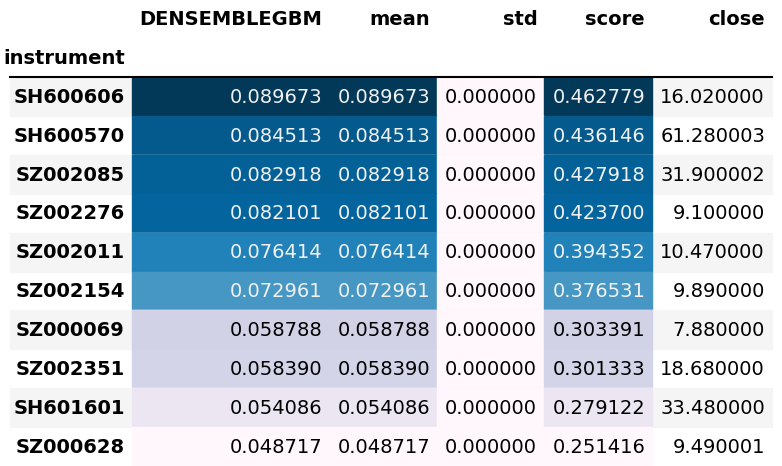 DENSEMBLEGBM mean std score close
instrument
SH600606 0.089673 0.089673 0.000000 0.462779 16.020000
SH600570 0.084513 0.084513 0.000000 0.436146 61.280003
SZ002085 0.082918 0.082918 0.000000 0.427918 31.900002
SZ002276 0.082101 0.082101 0.000000 0.423700 9.100000
SZ002011 0.076414 0.076414 0.000000 0.394352 10.470000
SZ002154 0.072961 0.072961 0.000000 0.376531 9.890000
SZ000069 0.058788 0.058788 0.000000 0.303391 7.880000
SZ002351 0.058390 0.058390 0.000000 0.301333 18.680000
SH601601 0.054086 0.054086 0.000000 0.279122 33.480000
SZ000628 0.048717 0.048717 0.000000 0.251416 9.490001